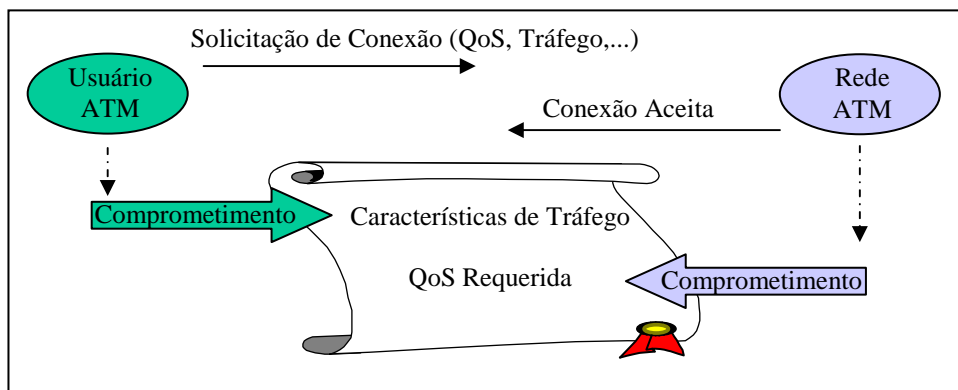 Solicitação de Conexão (QoS, Tráfego,...)
Usuário
ATM
Rede
ATM
Conexão Aceita
Comprometimento
Características de Tráfego
QoS Requerida
Comprometimento